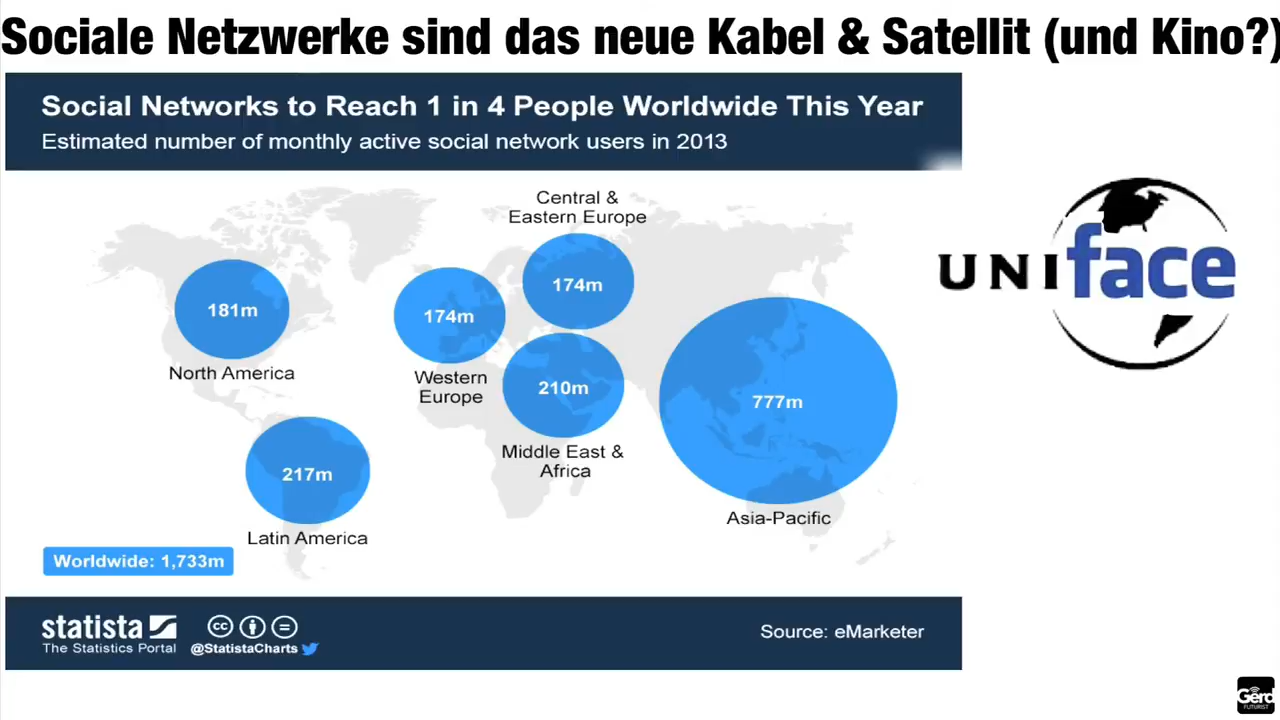 Sociale Netzwerke sind das neue Kabel & Satellit (und Kino?)
Social Networks to Reach 1 in 4 People Worldwide This Year
Estimated number of monthly active social network users in 2013
Central &
Eastern Europe
174m
181m
North America
174m
Western
Europe
210m
Middle East &
Africa
777m
Asia-Pacific
217m
Latin America
Worldwide: 1,733m
UNIface
statista
The Statistics Portal
cc
@StatistaCharts
Source: eMarketer
Gerd
FUTURIST